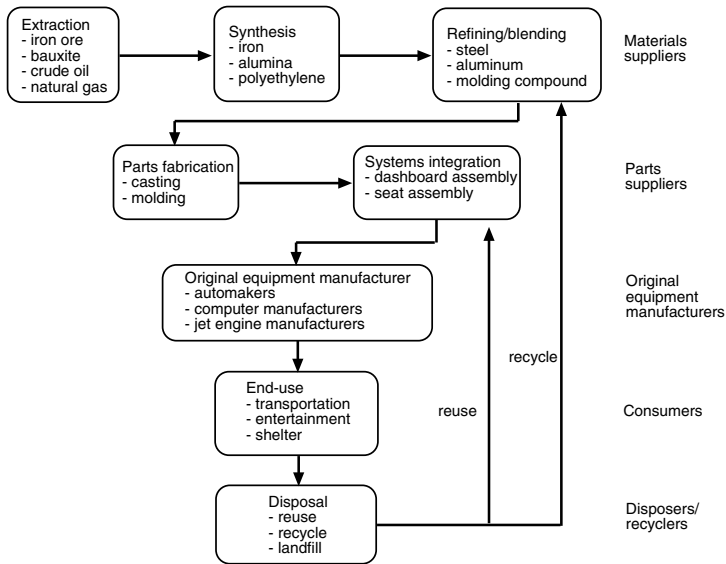 Extraction
- iron ore
- bauxite
- crude oil
- natural gas
Synthesis
- iron
- alumina
- polyethylene
Refining/blending
- steel
- aluminum
- molding compound
Materials
suppliers
Parts fabrication
- casting
- molding
Systems integration
- dashboard assembly
- seat assembly
Parts
suppliers
Original equipment manufacturer
- automakers
- computer manufacturers
- jet engine manufacturers
Original
equipment
manufacturers
recycle
End-use
- transportation
- entertainment
- shelter
reuse
Consumers
Disposal
- reuse
- recycle
- landfill
Disposers/
recyclers